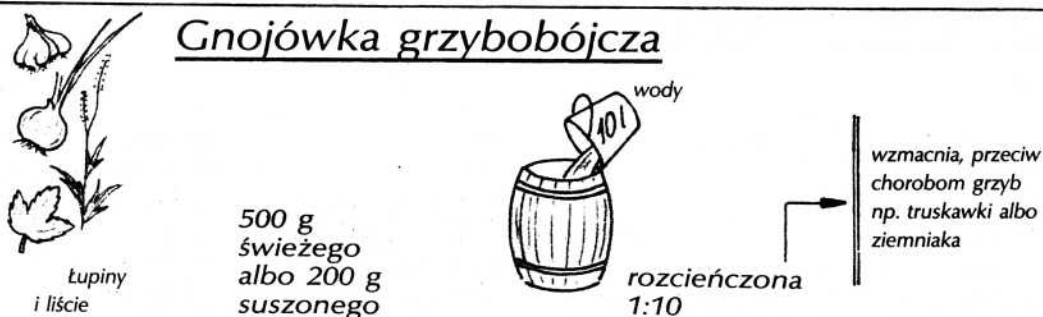 Gnojówka grzybobójcza
Łupiny
i liście
500 g
świeżego
albo 200 g
suszonego
10 l
wody
rozcieńczona
1:10
wzmacnia, przeciw
chorobom grzyb
np. truskawki albo
ziemniaka